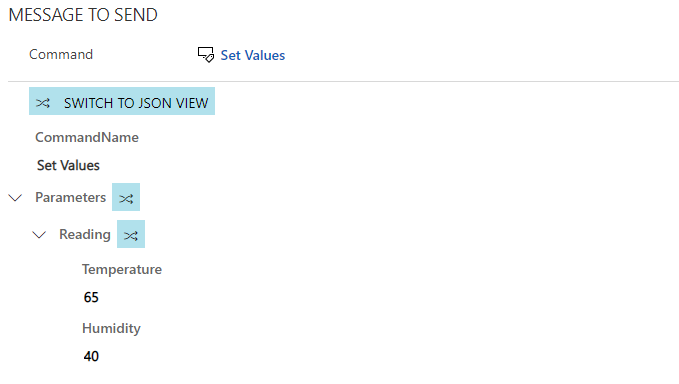 MESSAGE TO SEND
Command Set Values
SWITCH TO JSON VIEW
CommandName
Set Values
Parameters
Reading
Temperature
65
Humidity
40